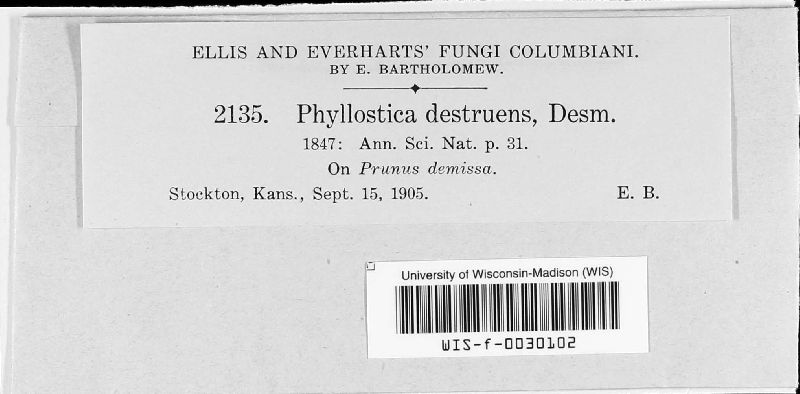 ELLIS AND EVERHARTS' FUNGI COLUMBIANI.
BY E. BARTHOLOMEW.
2135. Phyllostica destruens, Desm.
1847: Ann. Sci. Nat. p. 31.
On Prunus demissa.
Stockton, Kans., Sept. 15, 1905. E. B.
University of Wisconsin-Madison (WIS)
WIS-f-0030102